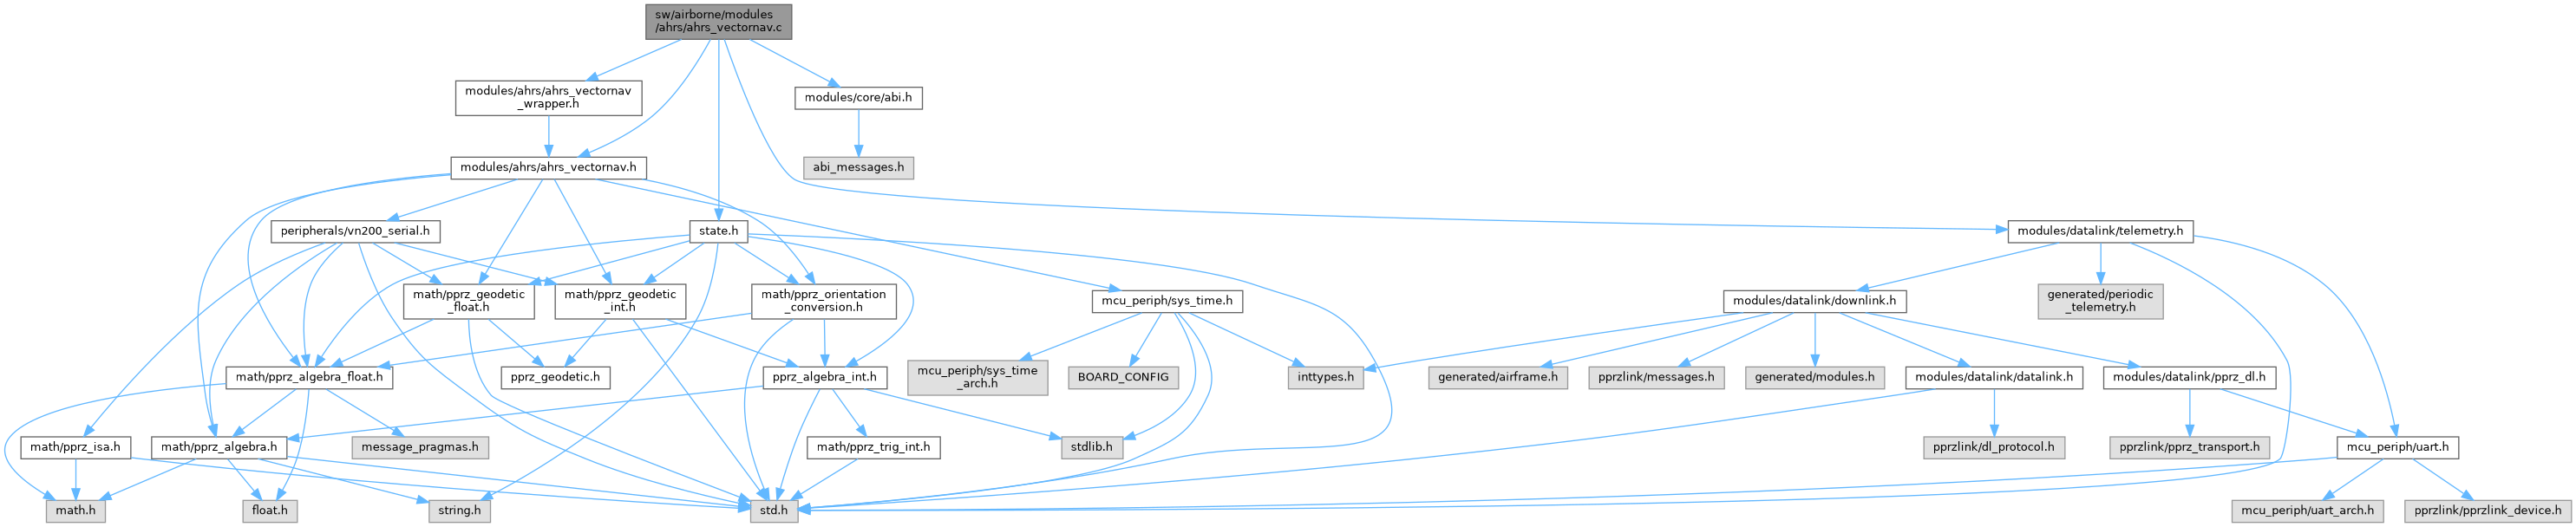 sw/airborne/modules
/ahrs/ahrs_vectornav.c
modules/ahrs/ahrs_vectornav
_wrapper.h
modules/core/abi.h
modules/ahrs/ahrs_vectornav.h
abi_messages.h
peripherals/vn200_serial.h
state.h
modules/datalink/telemetry.h
math/pprz_geodetic
_float.h
math/pprz_geodetic
_int.h
math/pprz_orientation
_conversion.h
mcu_periph/sys_time.h
modules/datalink/downlink.h
generated/periodic
_telemetry.h
math/pprz_algebra_float.h
pprz_geodetic.h
pprz_algebra_int.h
mcu_periph/sys_time
_arch.h
BOARD_CONFIG
inttypes.h
generated/airframe.h
pprzlink/messages.h
generated/modules.h
modules/datalink/datalink.h
modules/datalink/pprz_dl.h
math/pprz_isa.h
math/pprz_algebra.h
message_pragmas.h
math/pprz_trig_int.h
stdlib.h
pprzlink/dl_protocol.h
pprzlink/pprz_transport.h
mcu_periph/uart.h
math.h
float.h
string.h
std.h
mcu_periph/uart_arch.h
pprzlink/pprzlink_device.h